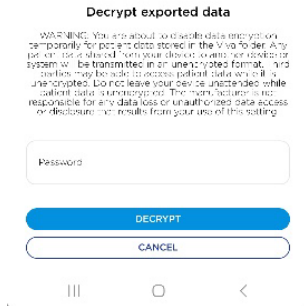 Decrypt exported data
WARNING: You are about to disable data encryption
temporarily for patient data stored in the Viva folder. Any
patient data shared from your device to another device or
system will be transmitted in an unencrypted format. Third
parties may be able to access patient data while it is
unencrypted. Do not leave your device unattended while
patient data is unencrypted. The manufacturer is not
responsible for any data loss or unauthorized data access
or disclosure that results from your use of this setting.
Password
DECRYPT
CANCEL